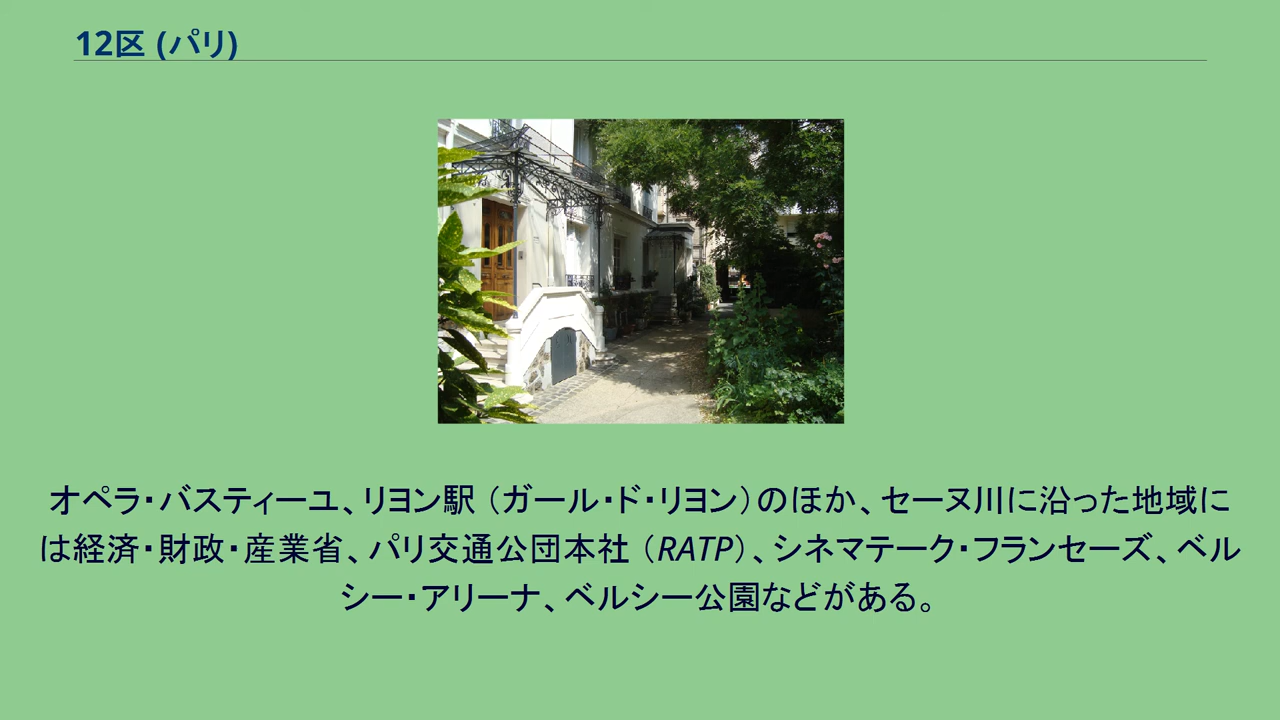 12区 (パリ)
オペラ・バスティーユ、リヨン駅（ガール・ド・リヨン）のほか、セーヌ川に沿った地域に
は経済・財政・産業省、パリ交通公団本社（RATP）、シネマテーク・フランセーズ、ベル
シー・アリーナ、ベルシー公園などがある。